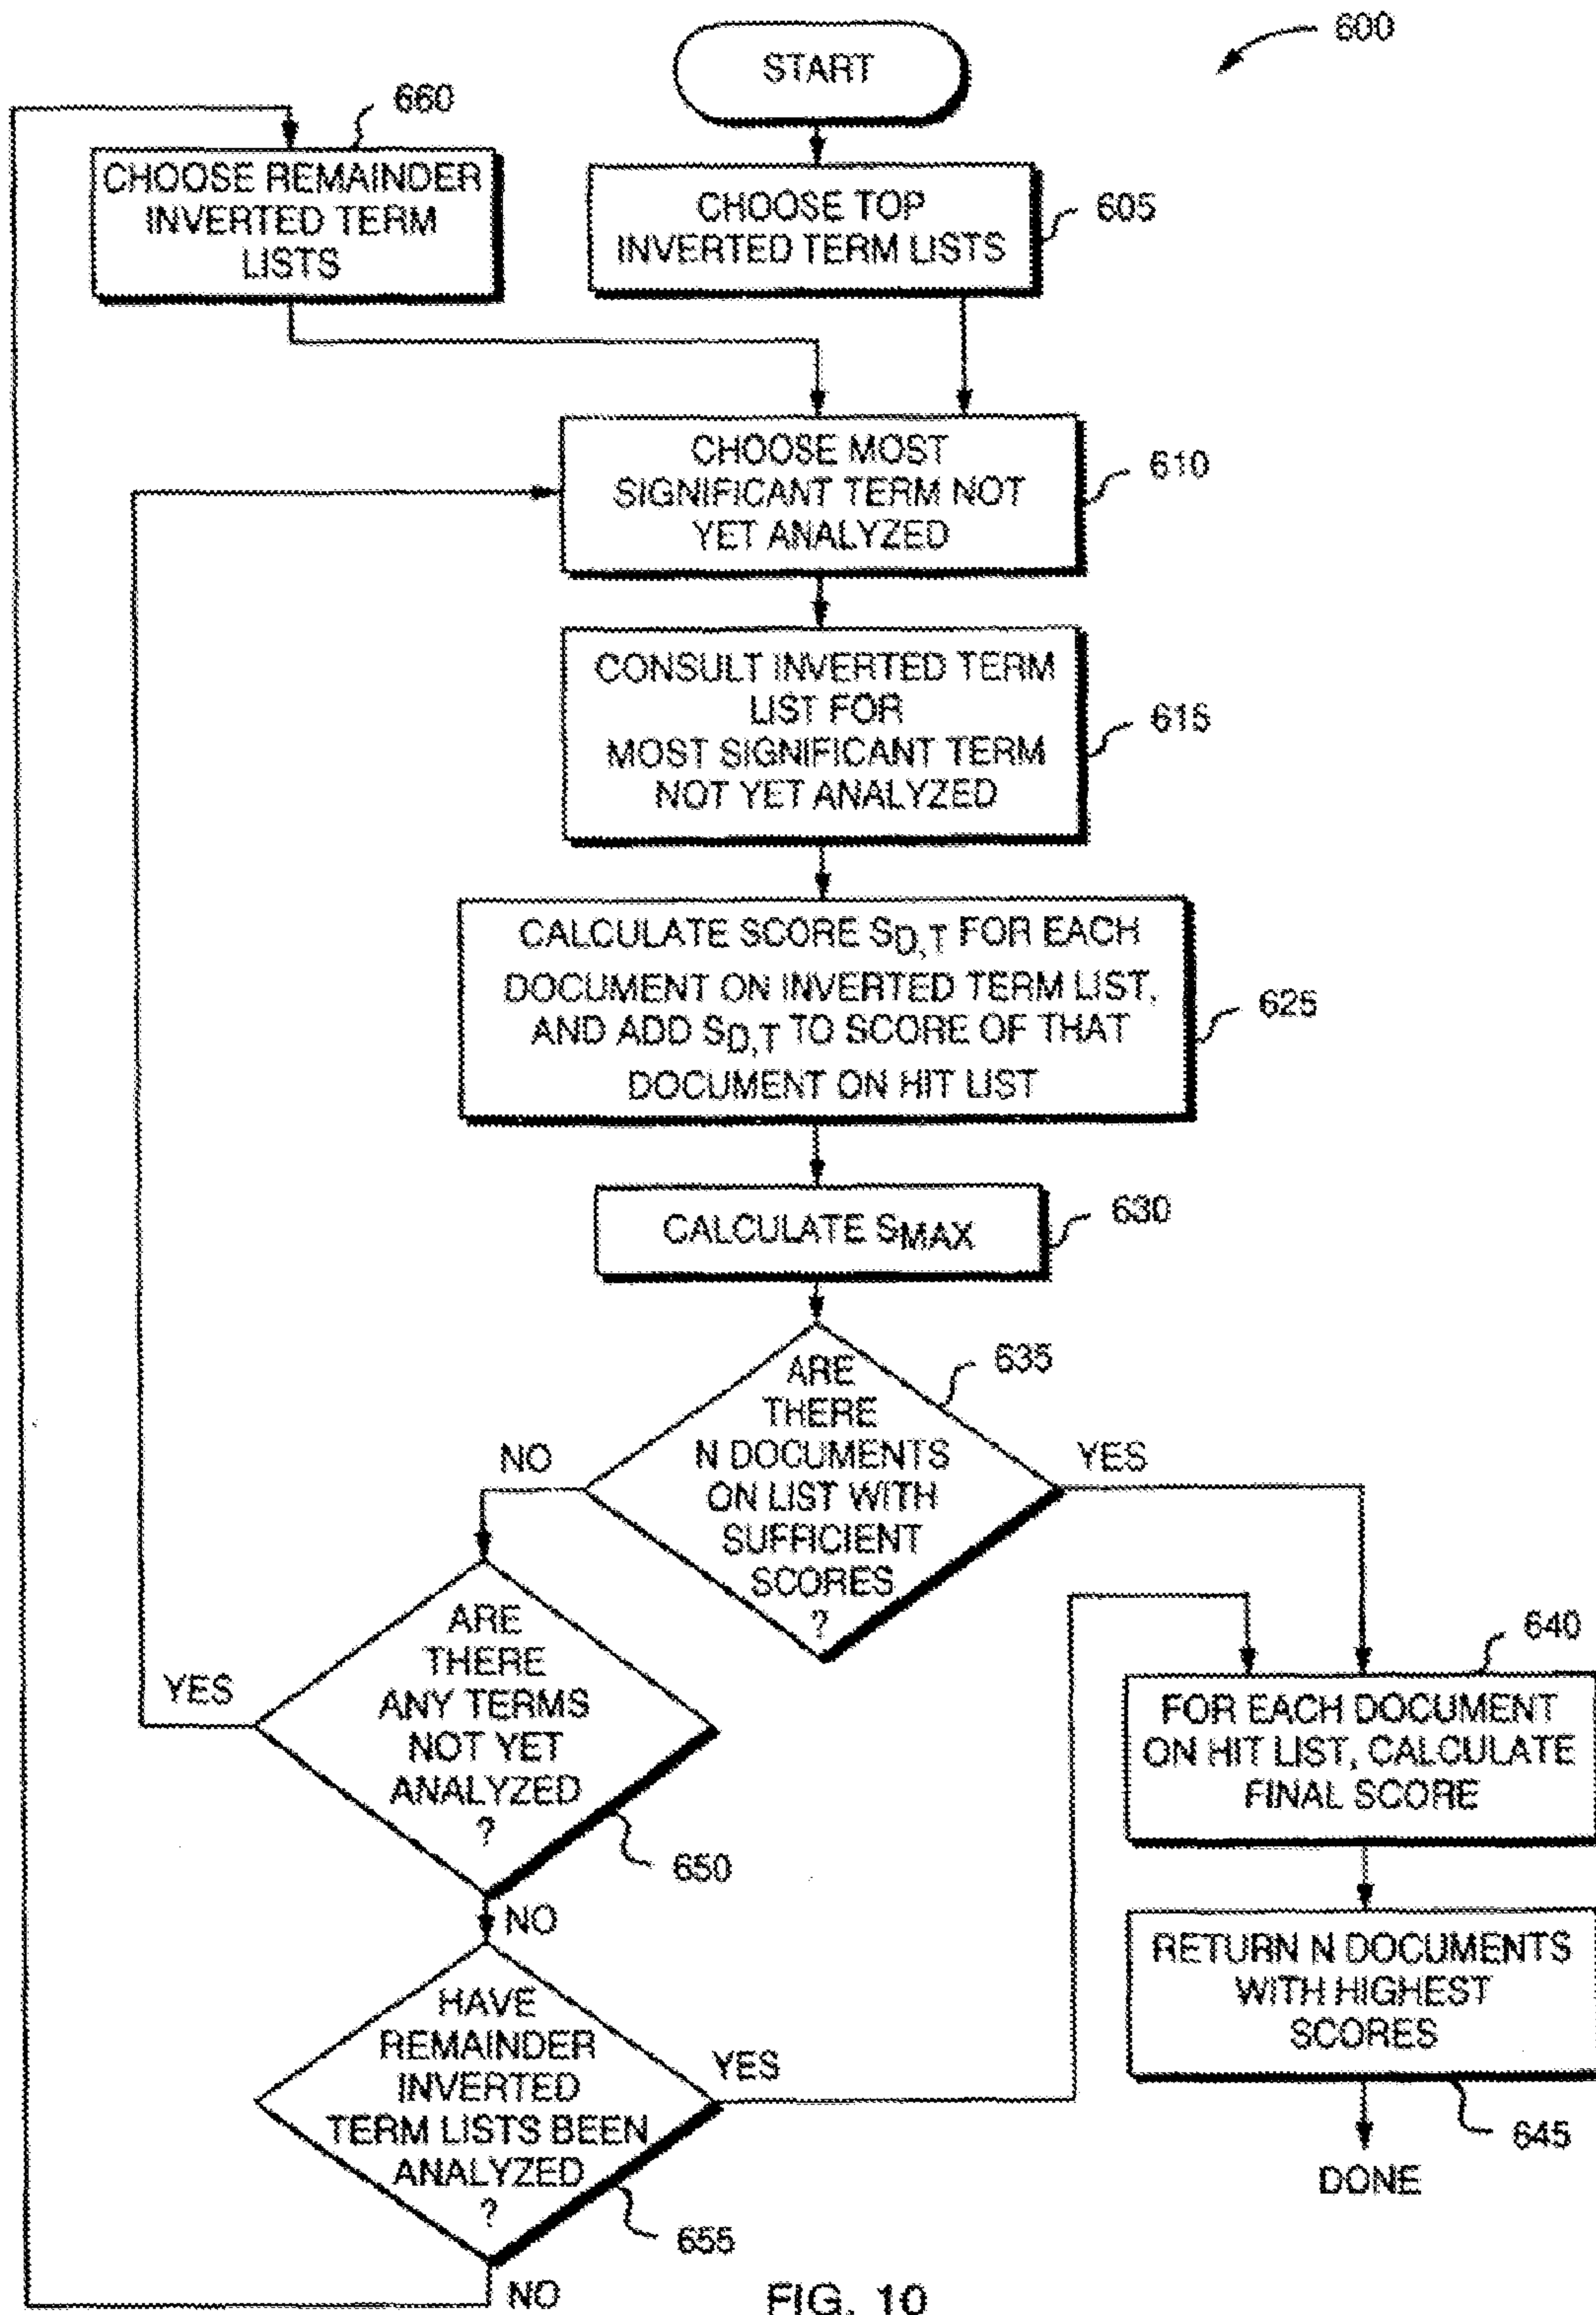 600
START
660
CHOOSE REMAINDER
INVERTED TERM
LISTS
CHOOSE TOP
INVERTED TERM LISTS
605
CHOOSE MOST
SIGNIFICANT TERM NOT
YET ANALYZED
610
CONSULT INVERTED TERM
LIST FOR
MOST SIGNIFICANT TERM
NOT YET ANALYZED
615
CALCULATE SCORE SD,T FOR EACH
DOCUMENT ON INVERTED TERM LIST,
AND ADD SD,T TO SCORE OF THAT
DOCUMENT ON HIT LIST
625
CALCULATE SMAX
630
ARE
THERE
N DOCUMENTS
ON LIST WITH
SUFFICIENT
SCORES
?
635
NO
YES
ARE
THERE
ANY TERMS
NOT YET
ANALYZED
?
650
YES
NO
640
FOR EACH DOCUMENT
ON HIT LIST, CALCULATE
FINAL SCORE
RETURN N DOCUMENTS
WITH HIGHEST
SCORES
645
DONE
HAVE
REMAINDER
INVERTED
TERM LISTS BEEN
ANALYZED
?
655
YES
NO
FIG. 10